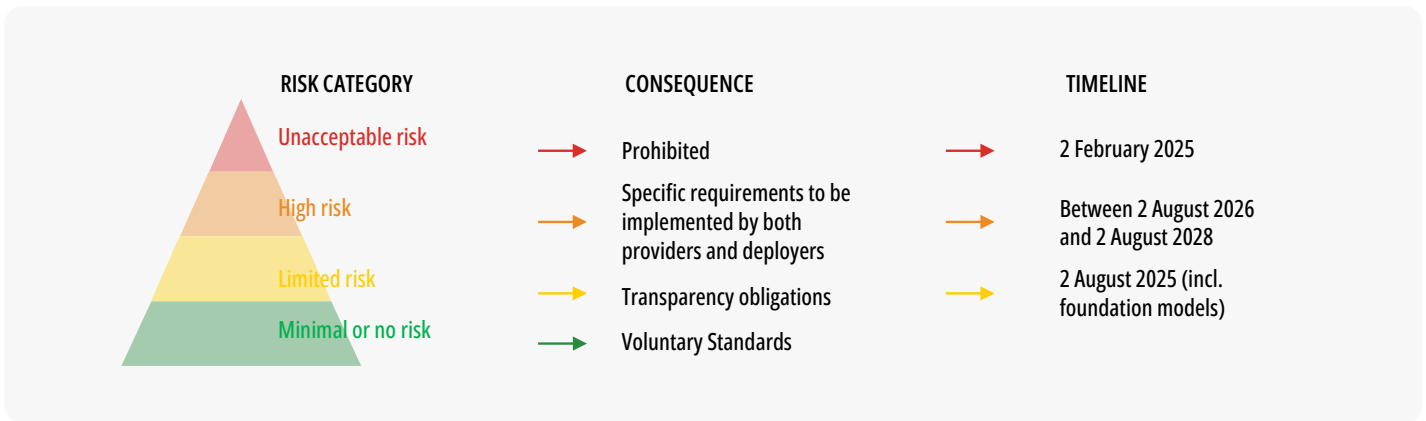 RISK CATEGORY
CONSEQUENCE
TIMELINE
Unacceptable risk
Prohibited
2 February 2025
High risk
Specific requirements to be
implemented by both
providers and deployers
Between 2 August 2026
and 2 August 2028
Limited risk
Transparency obligations
2 August 2025 (incl.
foundation models)
Minimal or no risk
Voluntary Standards